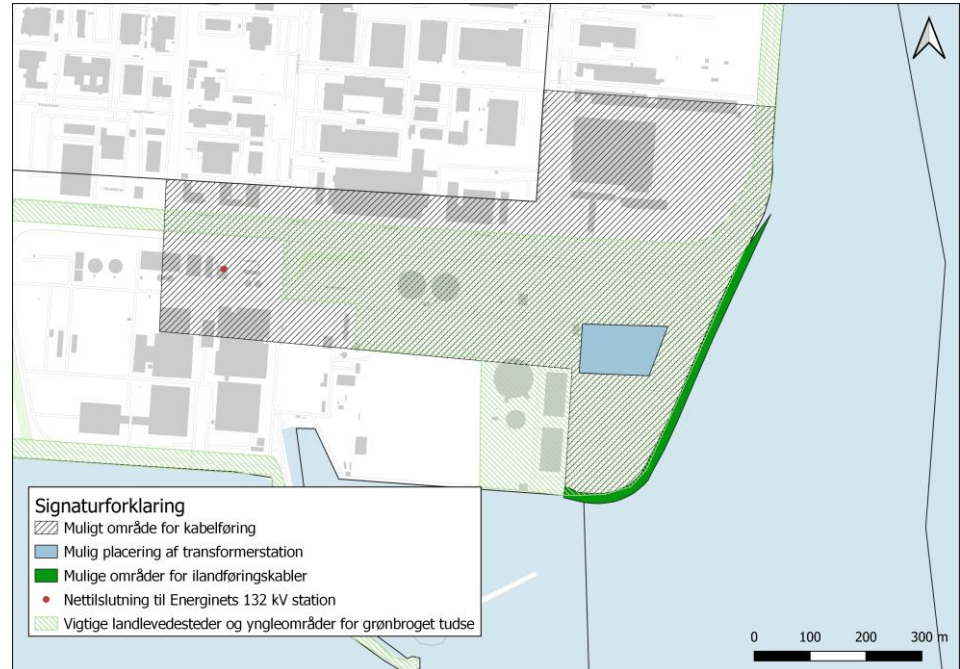 Signaturforklaring
Muligt område for kabelføring
Mulig placering af transformerstation
Mulige områder for ilandføringskabler
Nettilslutning til Energinets 132 kV station
Vigtige landlevedesteder og yngleområder for grønbroget tudse
0 100 200 300 m